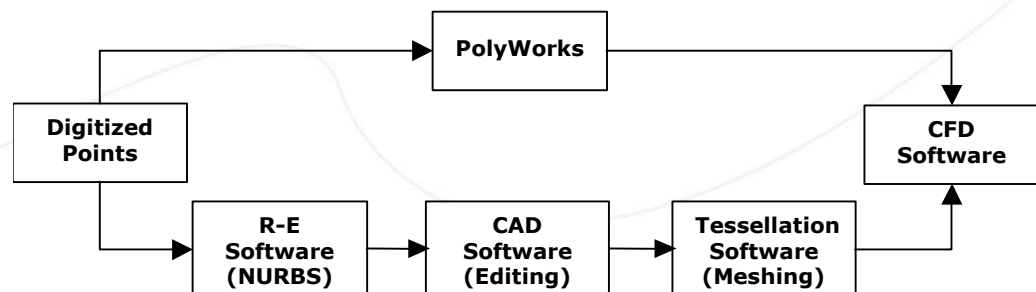 PolyWorks
Digitized
Points
CFD
Software
R-E
Software
(NURBS)
CAD
Software
(Editing)
Tessellation
Software
(Meshing)